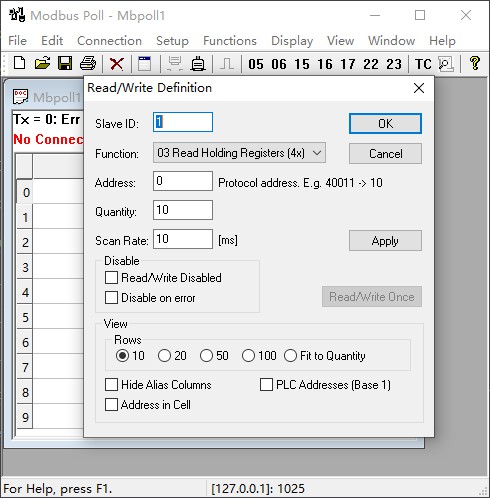 Modbus Poll - Mbpoll1
File Edit Connection Setup Functions Display View Window Help
05 06 15 16 17 22 23 TC
Mbpoll1
Tx = 0: Err
No Connec
Read/Write Definition
Slave ID: 1 OK
Function: 03 Read Holding Registers (4x) Cancel
Address: 0 Protocol address. E.g. 40011 -> 10
Quantity: 10
Scan Rate: 10 [ms] Apply
Disable
Read/Write Disabled
Disable on error
Read/Write Once
View
Rows
10 20 50 100 Fit to Quantity
Hide Alias Columns PLC Addresses (Base 1)
Address in Cell
0
1
2
3
4
5
6
7
8
9
For Help, press F1. [127.0.0.1]: 1025